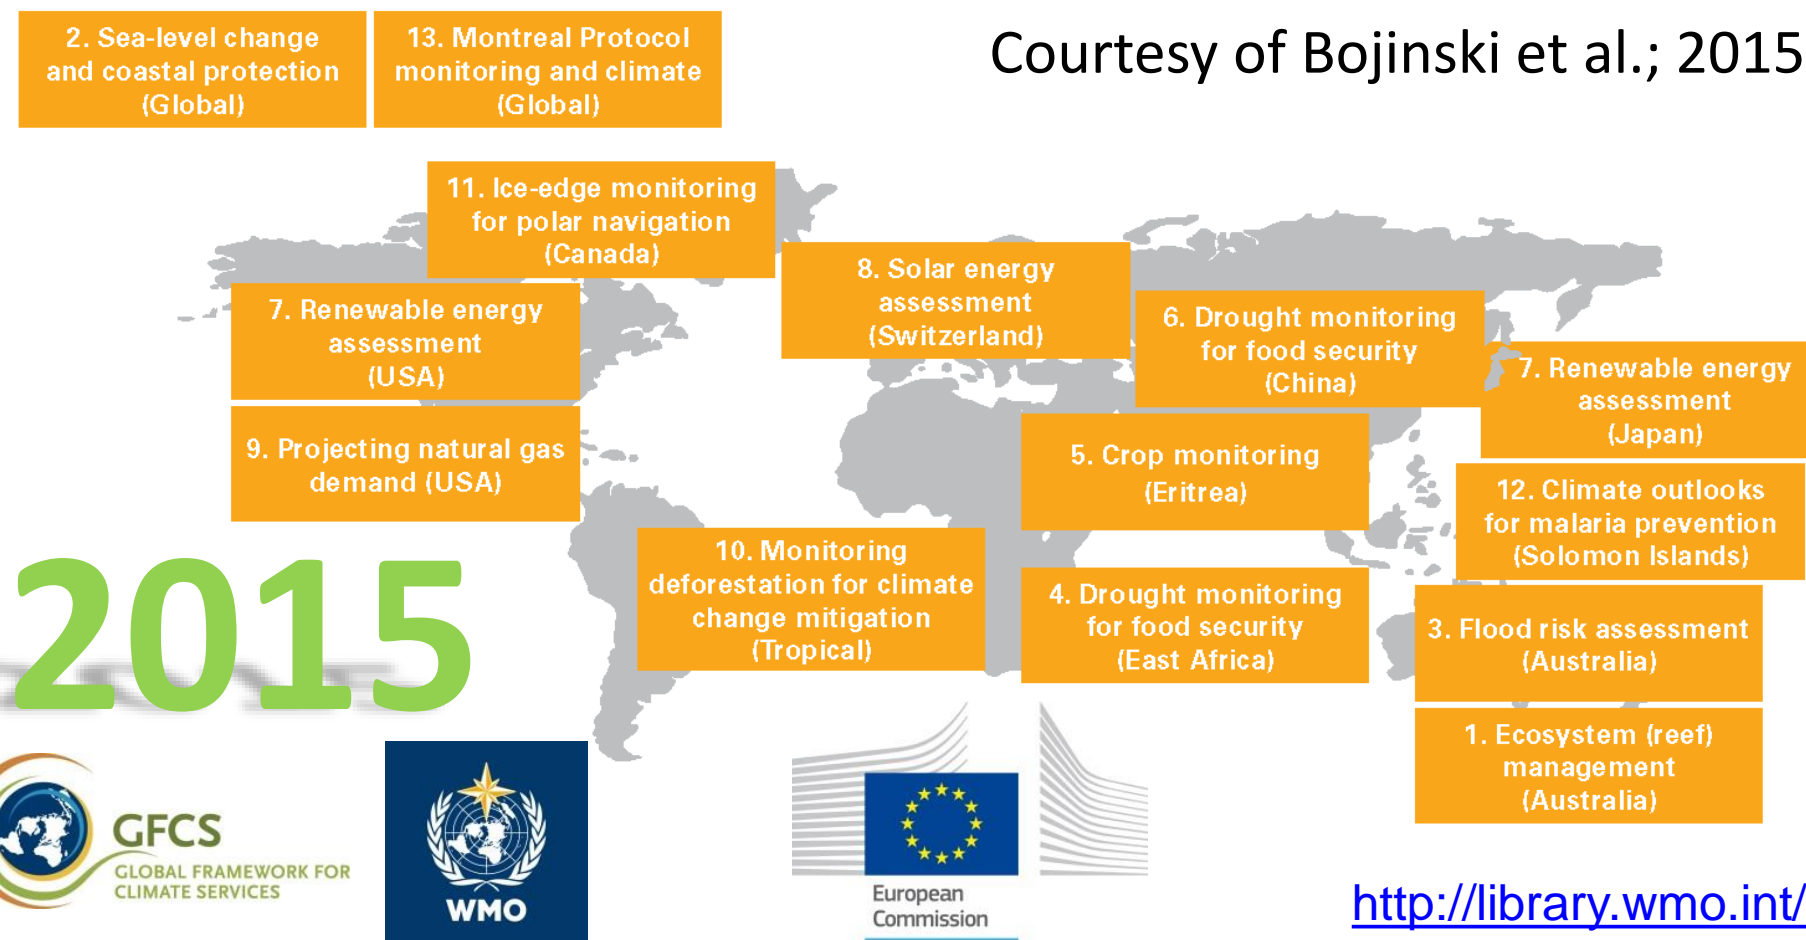 2. Sea-level change
and coastal protection
(Global)
13. Montreal Protocol
monitoring and climate
(Global)
Courtesy of Bojinski et al.; 2015
11. Ice-edge monitoring
for polar navigation
(Canada)
8. Solar energy
assessment
(Switzerland)
7. Renewable energy
assessment
(USA)
6. Drought monitoring
for food security
(China)
7. Renewable energy
assessment
(Japan)
9. Projecting natural gas
demand (USA)
5. Crop monitoring
(Eritrea)
12. Climate outlooks
for malaria prevention
(Solomon Islands)
10. Monitoring
deforestation for climate
change mitigation
(Tropical)
4. Drought monitoring
for food security
(East Africa)
3. Flood risk assessment
(Australia)
2015
1. Ecosystem (reef)
management
(Australia)
GFCS
GLOBAL FRAMEWORK FOR
CLIMATE SERVICES
WMO
European
Commission
http://library.wmo.int/